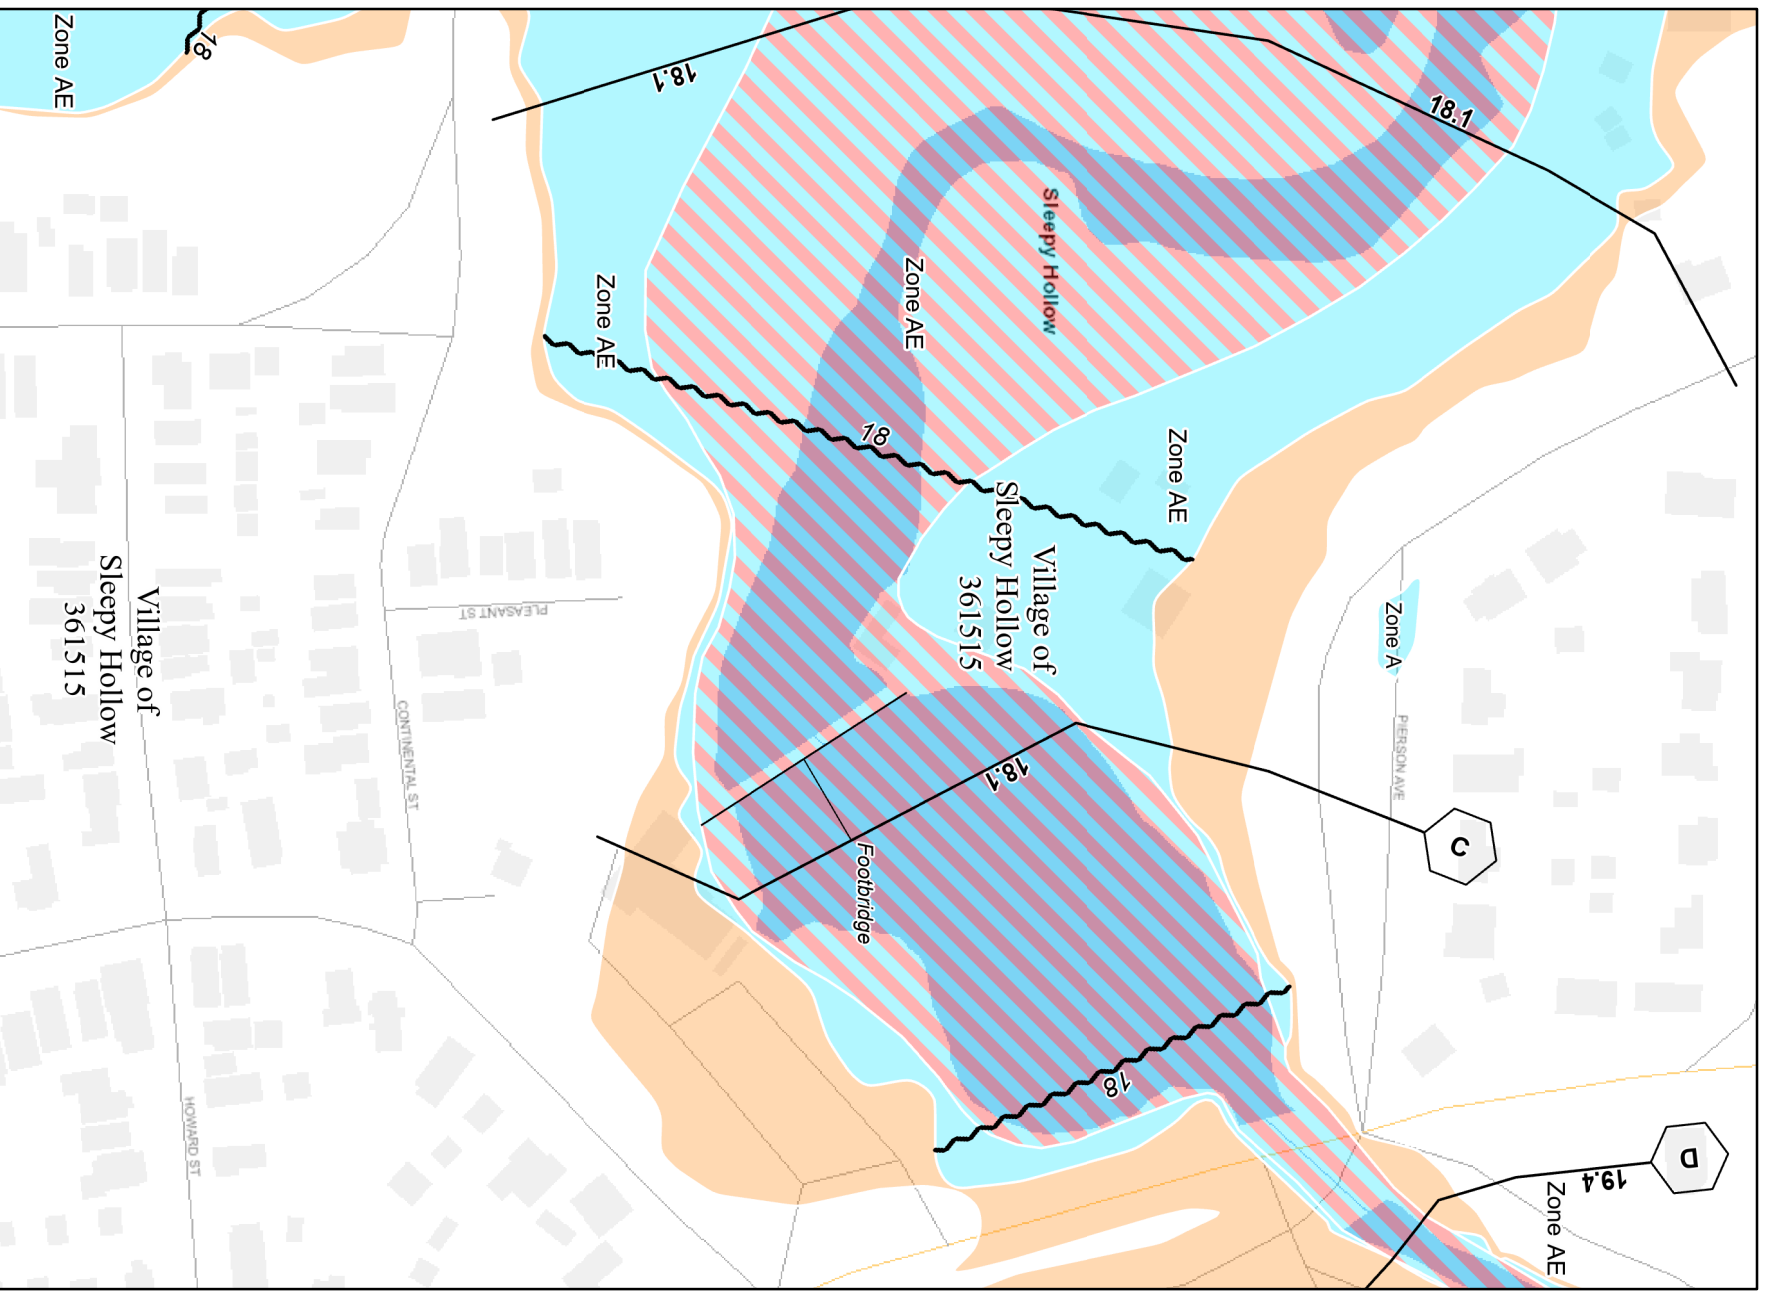 Zone AE
18
18.1
18.1
Sleepy Hollow
Zone AE
Zone AE
18
Zone AE
Village of
Sleepy Hollow
361515
Zone A
PIERSON AVE
PLEASANT ST
CONTINENTAL ST
Village of
Sleepy Hollow
361515
18.1
Footbridge
C
18
HOWARD ST
D
19.4
Zone AE